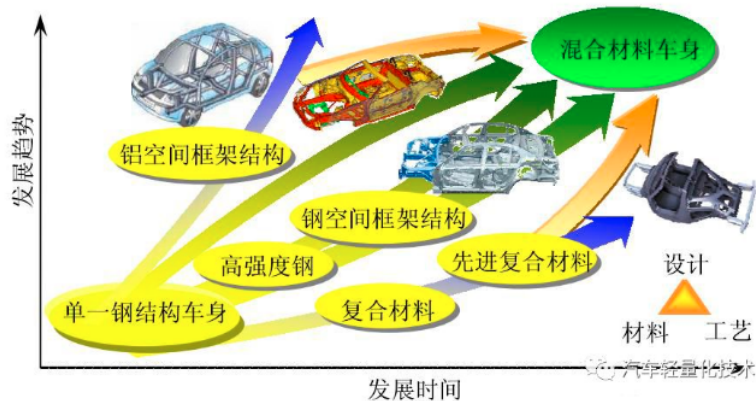 发展趋势
混合材料车身
铝空间框架结构
钢空间框架结构
高强度钢
先进复合材料
单一钢结构车身
复合材料
设计
材料
工艺
汽车轻量化技术
发展时间